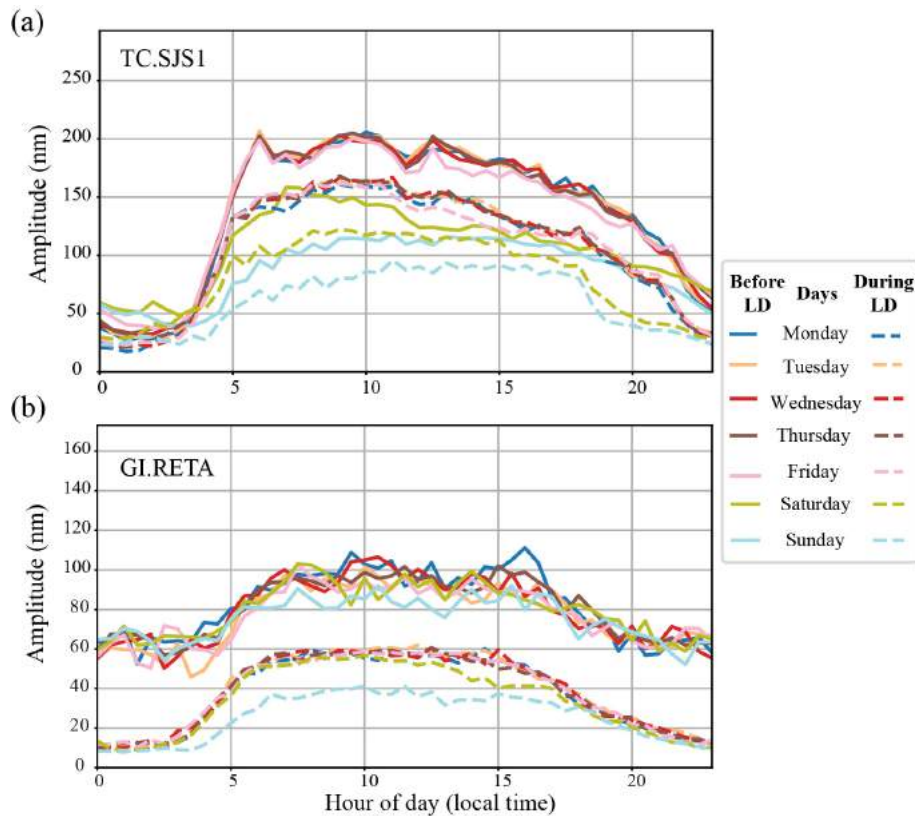 (a)
TC.SJS1
250
200
150
100
50
0
Amplitude (nm)
0 5 10 15 20
(b)
GI.RETA
160
140
120
100
80
60
40
20
0
Amplitude (nm)
0 5 10 15 20
Hour of day (local time)
Before LD Days During LD
Monday
Tuesday
Wednesday
Thursday
Friday
Saturday
Sunday